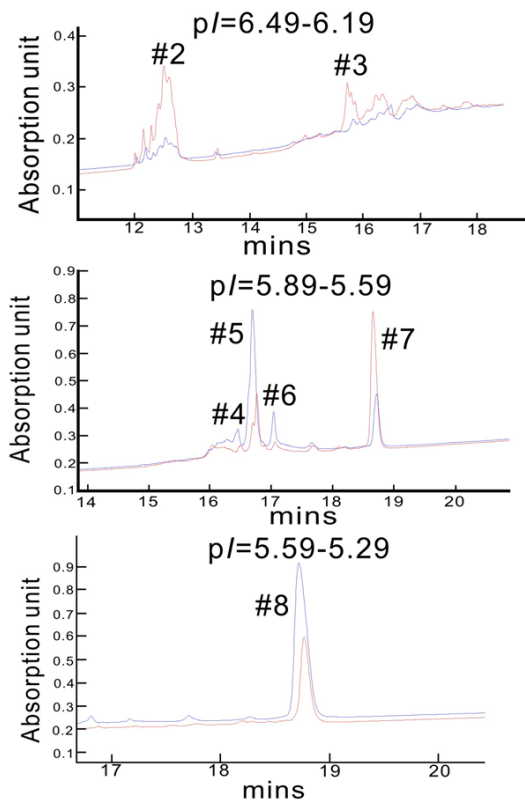 pI=6.49-6.19
#2
#3
Absorption unit
0.4
0.3
0.2
0.1
12 13 14 15 16 17 18
mins
pI=5.89-5.59
#5
#7
#6
#4
Absorption unit
0.9
0.8
0.7
0.6
0.5
0.4
0.3
0.2
0.1
14 15 16 17 18 19 20
mins
pI=5.59-5.29
#8
Absorption unit
0.9
0.8
0.7
0.6
0.5
0.4
0.3
0.2
0.1
17 18 19 20
mins